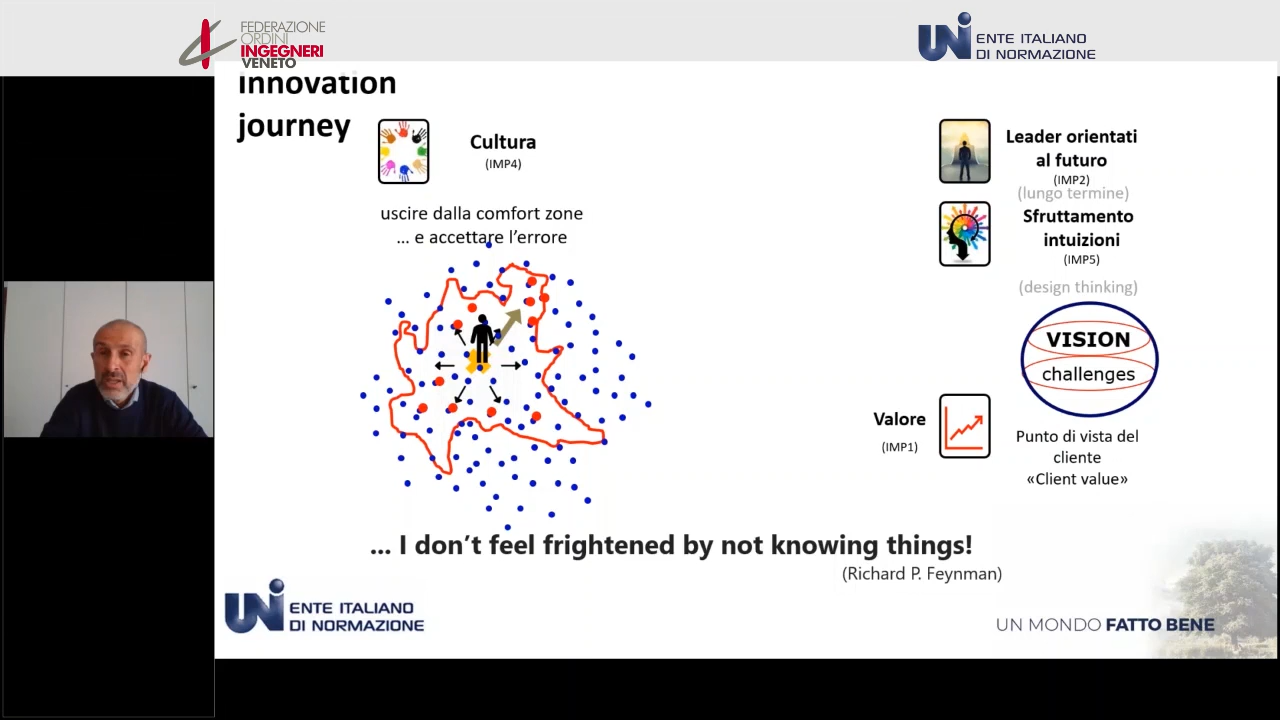 FEDERAZIONE
ORDINI
INGEGNERI
VENETO
UNI
ENTE ITALIANO
DI NORMAZIONE
innovation
journey
Cultura
(IMP4)
uscire dalla comfort zone
... e accettare l'errore
Leader orientati
al futuro
(IMP2)
(lungo termine)
Sfruttamento
intuizioni
(IMP5)
(design thinking)
VISION
challenges
Valore
(IMP1)
Punto di vista del
cliente
«Client value»
... I don't feel frightened by not knowing things!
(Richard P. Feynman)
UNI
ENTE ITALIANO
DI NORMAZIONE
UN MONDO FATTO BENE